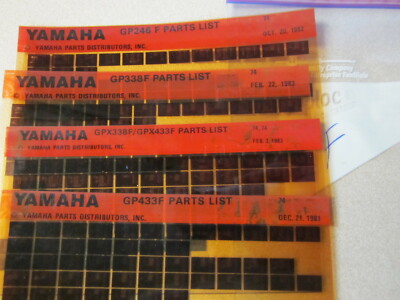 YAMAHA GP246 F PARTS LIST
YAMAHA PARTS DISTRIBUTORS, INC.
YAMAHA GP338F PARTS LIST
YAMAHA PARTS DISTRIBUTORS, INC. FEB. 22, 1982
YAMAHA GPX338F/GPX433F PARTS LIST
YAMAHA PARTS DISTRIBUTORS, INC.
YAMAHA GP433F PARTS LIST
YAMAHA PARTS DISTRIBUTORS, INC. DEC. 21, 1981
Company